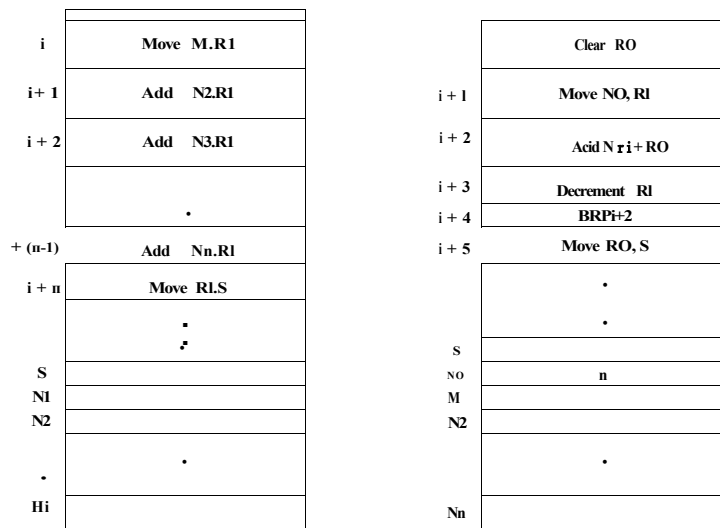 i Move M.R1
i+ 1 Add N2.R1
i + 2 Add N3.R1
.
+ (n-1) Add Nn.Rl
i + n Move Rl.S
S
N1
N2
.
. Hi
Clear RO
i + l Move NO, Rl
i + 2 Acid N ri+ RO
i + 3 Decrement Rl
i + 4 BRPi+2
i + 5 Move RO, S
.
.
S
NO n
M
N2
.
Nn